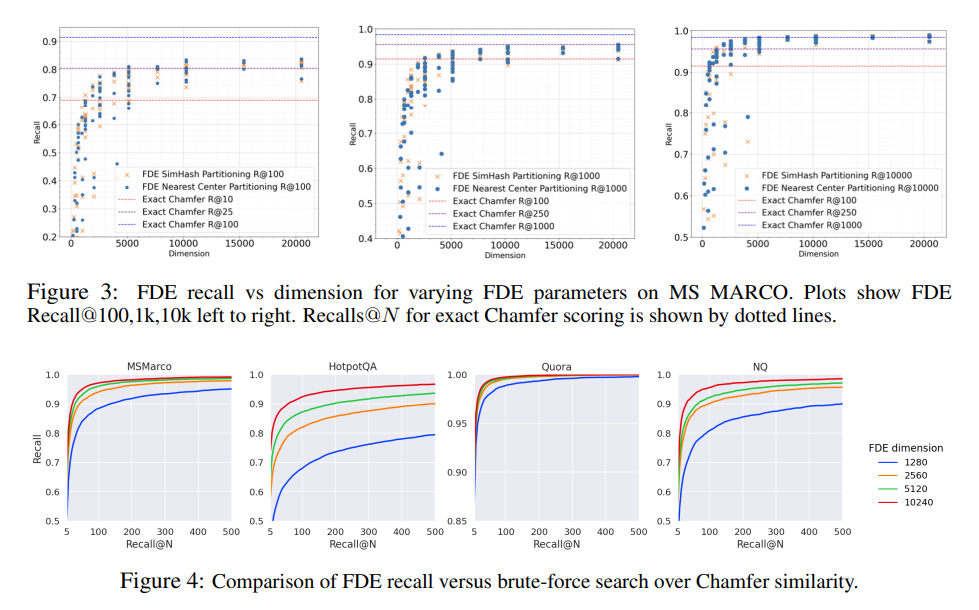 0.9
0.8
0.7
0.6
0.5
0.4
0.3
0.2
Recall
0 5000 10000 15000 20000
Dimension
FDE SimHash Partitioning R@100
FDE Nearest Center Partitioning R@100
Exact Chamfer R@10
Exact Chamfer R@25
Exact Chamfer R@100
1.0
0.9
0.8
0.7
0.6
0.5
0.4
Recall
0 5000 10000 15000 20000
Dimension
FDE SimHash Partitioning R@1000
FDE Nearest Center Partitioning R@1000
Exact Chamfer R@100
Exact Chamfer R@250
Exact Chamfer R@1000
1.0
0.9
0.8
0.7
0.6
0.5
Recall
0 5000 10000 15000 20000
Dimension
FDE SimHash Partitioning R@10000
FDE Nearest Center Partitioning R@10000
Exact Chamfer R@100
Exact Chamfer R@250
Exact Chamfer R@1000
Figure 3: FDE recall vs dimension for varying FDE parameters on MS MARCO. Plots show FDE
Recall@100,1k,10k left to right. Recalls@N for exact Chamfer scoring is shown by dotted lines.
MSMarco
1.0
0.9
0.8
0.7
0.6
0.5
Recall
5 100 200 300 400 500
Recall@N
HotpotQA
1.0
0.9
0.8
0.7
0.6
0.5
5 100 200 300 400 500
Recall@N
Quora
1.00
0.95
0.90
0.85
5 100 200 300 400 500
Recall@N
NQ
1.0
0.9
0.8
0.7
0.6
0.5
5 100 200 300 400 500
Recall@N
FDE dimension
1280
2560
5120
10240
Figure 4: Comparison of FDE recall versus brute-force search over Chamfer similarity.